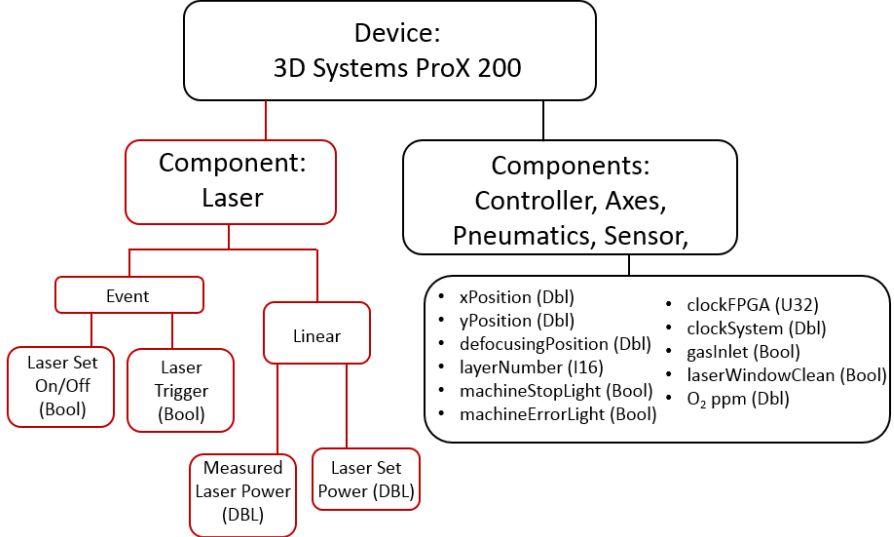 Device:
3D Systems ProX 200
Component:
Laser
Components:
Controller, Axes,
Pneumatics, Sensor,
Event
Linear
Laser Set
On/Off
(Bool)
Laser
Trigger
(Bool)
Measured
Laser Power
(DBL)
Laser Set
Power (DBL)
• xPosition (Dbl)
• yPosition (Dbl)
• defocusingPosition (Dbl)
• layerNumber (I16)
• machineStopLight (Bool)
• machineErrorLight (Bool)
• clockFPGA (U32)
• clockSystem (Dbl)
• gasInlet (Bool)
• laserWindowClean (Bool)
• O₂ ppm (Dbl)